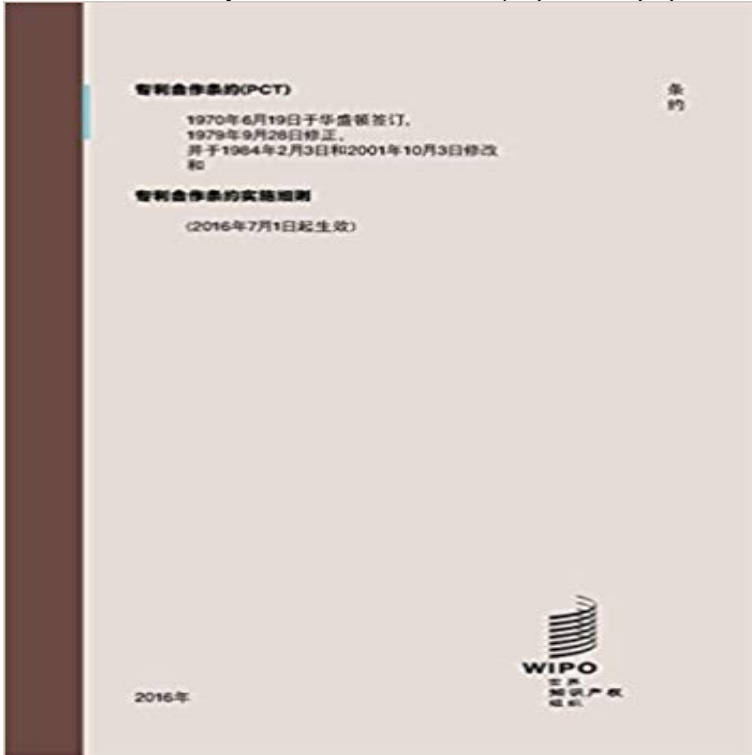 专利合作条约(PCT)
条
约
1970年6月19日于华盛顿签订,
1979年9月28日修正,
并于1984年2月3日和2001年10月3日修改
和
专利合作条约实施细则
(2016年7月1日起生效)
WIPO
世界
知识产权
组织
2016年